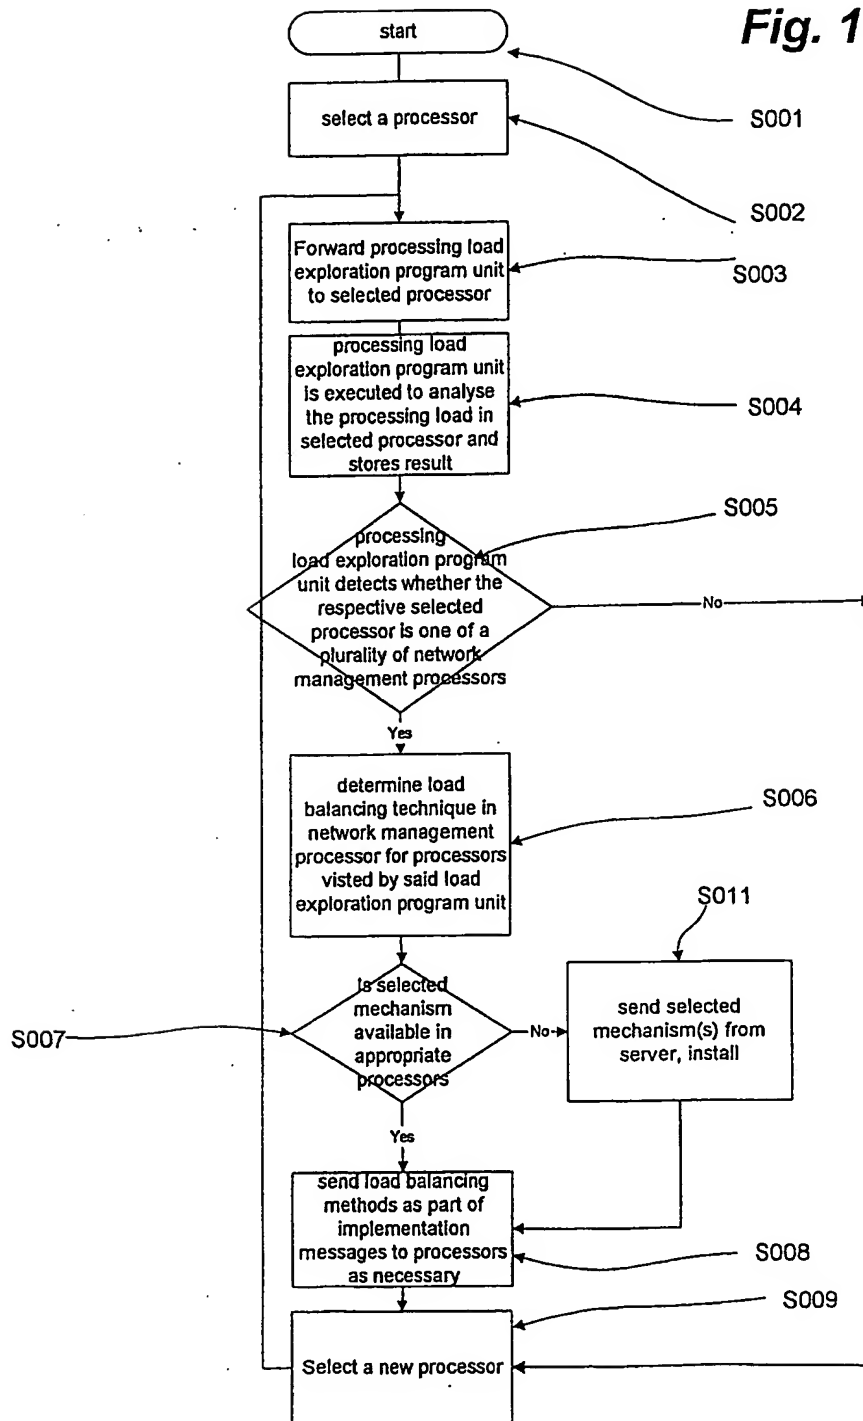 Fig. 1
start
S001
select a processor
S002
Forward processing load
exploration program unit
to selected processor
S003
processing load
exploration program unit
is executed to analyse
the processing load in
selected processor and
stores result
S004
S005
processing
load exploration program
unit detects whether the
respective selected
processor is one of a
plurality of network
management processors
No
Yes
determine load
balancing technique in
network management
processor for processors
visted by said load
exploration program unit
S006
S011
is selected
mechanism
available in
appropriate
processors
S007
No
send selected
mechanism(s) from
server, install
Yes
send load balancing
methods as part of
implementation
messages to processors
as necessary
S008
S009
Select a new processor